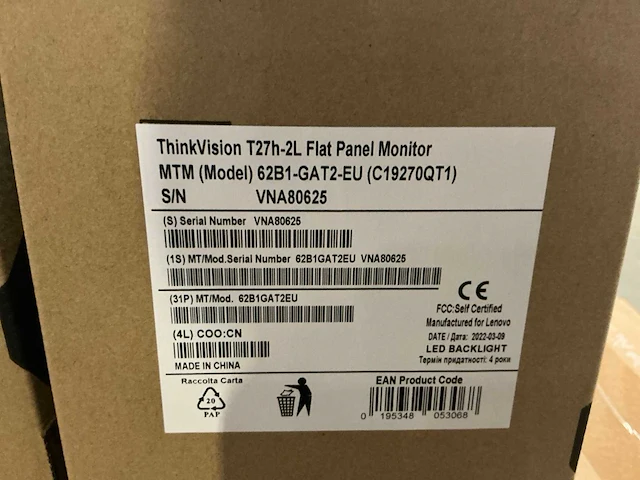 ThinkVision T27h-2L Flat Panel Monitor
MTM (Model) 62B1-GAT2-EU (C19270QT1)
S/N VNA80625
(S) Serial Number VNA80625
(1S) MT/Mod.Serial Number 62B1GAT2EU VNA80625
(31P) MT/Mod. 62B1GAT2EU
(4L) COO:CN
MADE IN CHINA
CE
FCC:Self Certified
Manufactured for Lenovo
DATE / Дата: 2022-03-09
LED BACKLIGHT
Термін придатності: 4 роки
Raccolta Carta
20
PAP
EAN Product Code
0 195348 053068